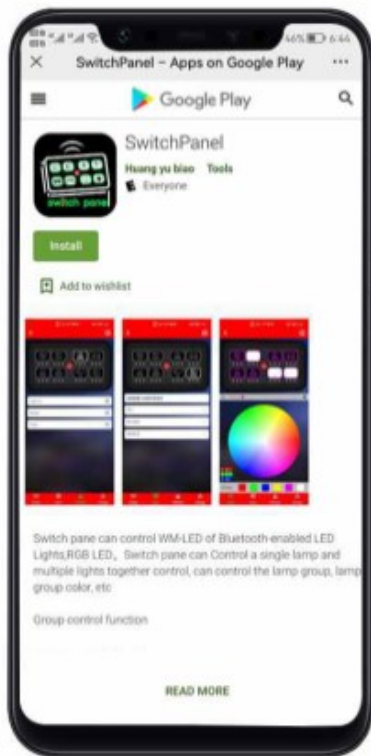 46% 6:44
SwitchPanel – Apps on Google Play
Google Play
SwitchPanel
Huang yu biao Tools
Everyone
switch panel
Install
Add to wishlist
Switch pane can control WM-LED of Bluetooth-enabled LED
Lights,RGB LED。 Switch pane can Control a single lamp and
multiple lights together control, can control the lamp group, lamp
group color, etc
Group control function
READ MORE